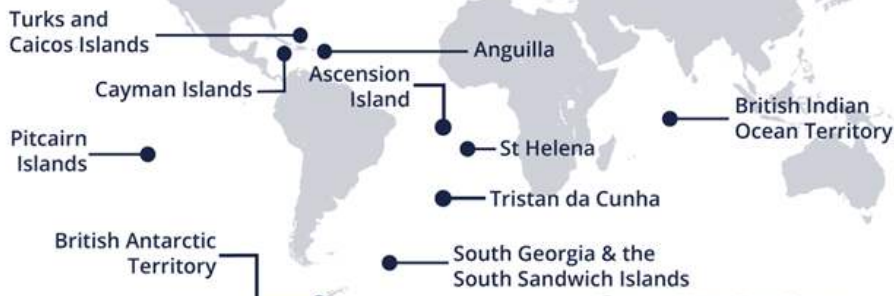 Turks and
Caicos Islands
Anguilla
Cayman Islands
Ascension
Island
British Indian
Ocean Territory
Pitcairn
Islands
St Helena
Tristan da Cunha
British Antarctic
Territory
South Georgia & the
South Sandwich Islands